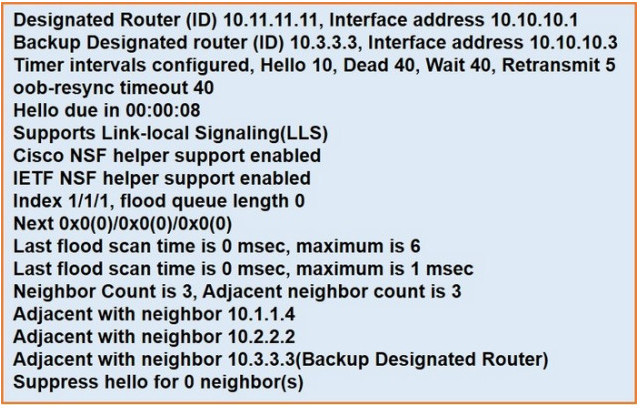 Designated Router (ID) 10.11.11.11, Interface address 10.10.10.1
Backup Designated router (ID) 10.3.3.3, Interface address 10.10.10.3
Timer intervals configured, Hello 10, Dead 40, Wait 40, Retransmit 5
oob-resync timeout 40
Hello due in 00:00:08
Supports Link-local Signaling(LLS)
Cisco NSF helper support enabled
IETF NSF helper support enabled
Index 1/1/1, flood queue length 0
Next 0x0(0)/0x0(0)/0x0(0)
Last flood scan time is 0 msec, maximum is 6
Last flood scan time is 0 msec, maximum is 1 msec
Neighbor Count is 3, Adjacent neighbor count is 3
Adjacent with neighbor 10.1.1.4
Adjacent with neighbor 10.2.2.2
Adjacent with neighbor 10.3.3.3(Backup Designated Router)
Suppress hello for 0 neighbor(s)